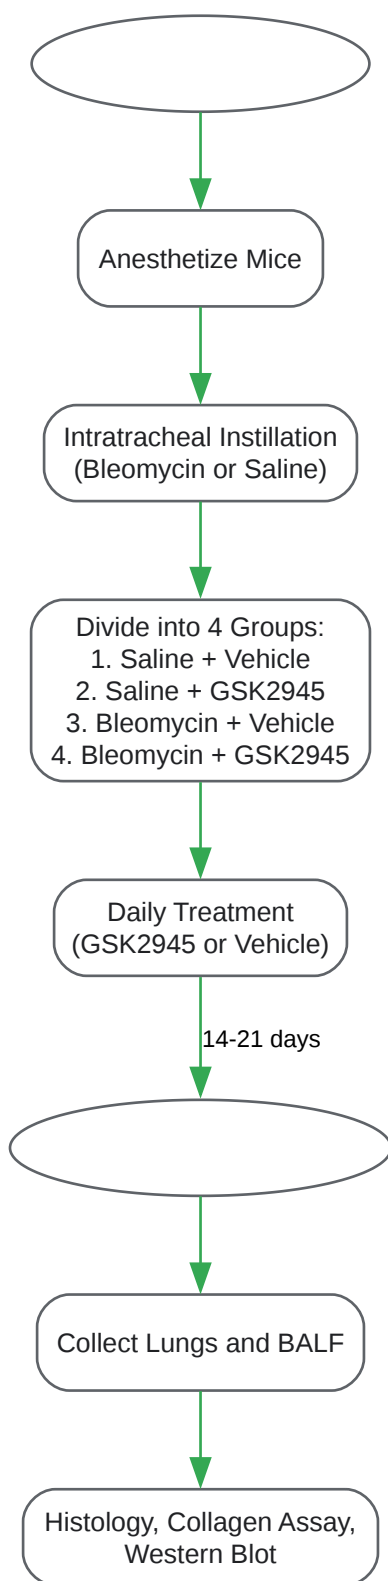 Anesthetize Mice
Intratracheal Instillation
(Bleomycin or Saline)
Divide into 4 Groups:
1. Saline + Vehicle
2. Saline + GSK2945
3. Bleomycin + Vehicle
4. Bleomycin + GSK2945
Daily Treatment
(GSK2945 or Vehicle)
14-21 days
Collect Lungs and BALF
Histology, Collagen Assay,
Western Blot